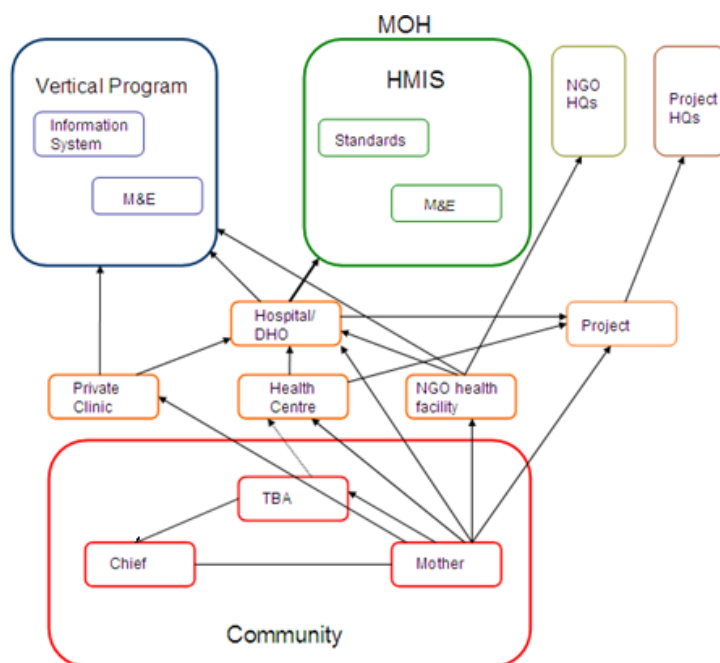 MOH
Vertical Program
HMIS
NGO
HQs
Project
HQs
Information
System
Standards
M&E
M&E
Hospital/
DHO
Project
Private
Clinic
Health
Centre
NGO health
facility
TBA
Chief
Mother
Community